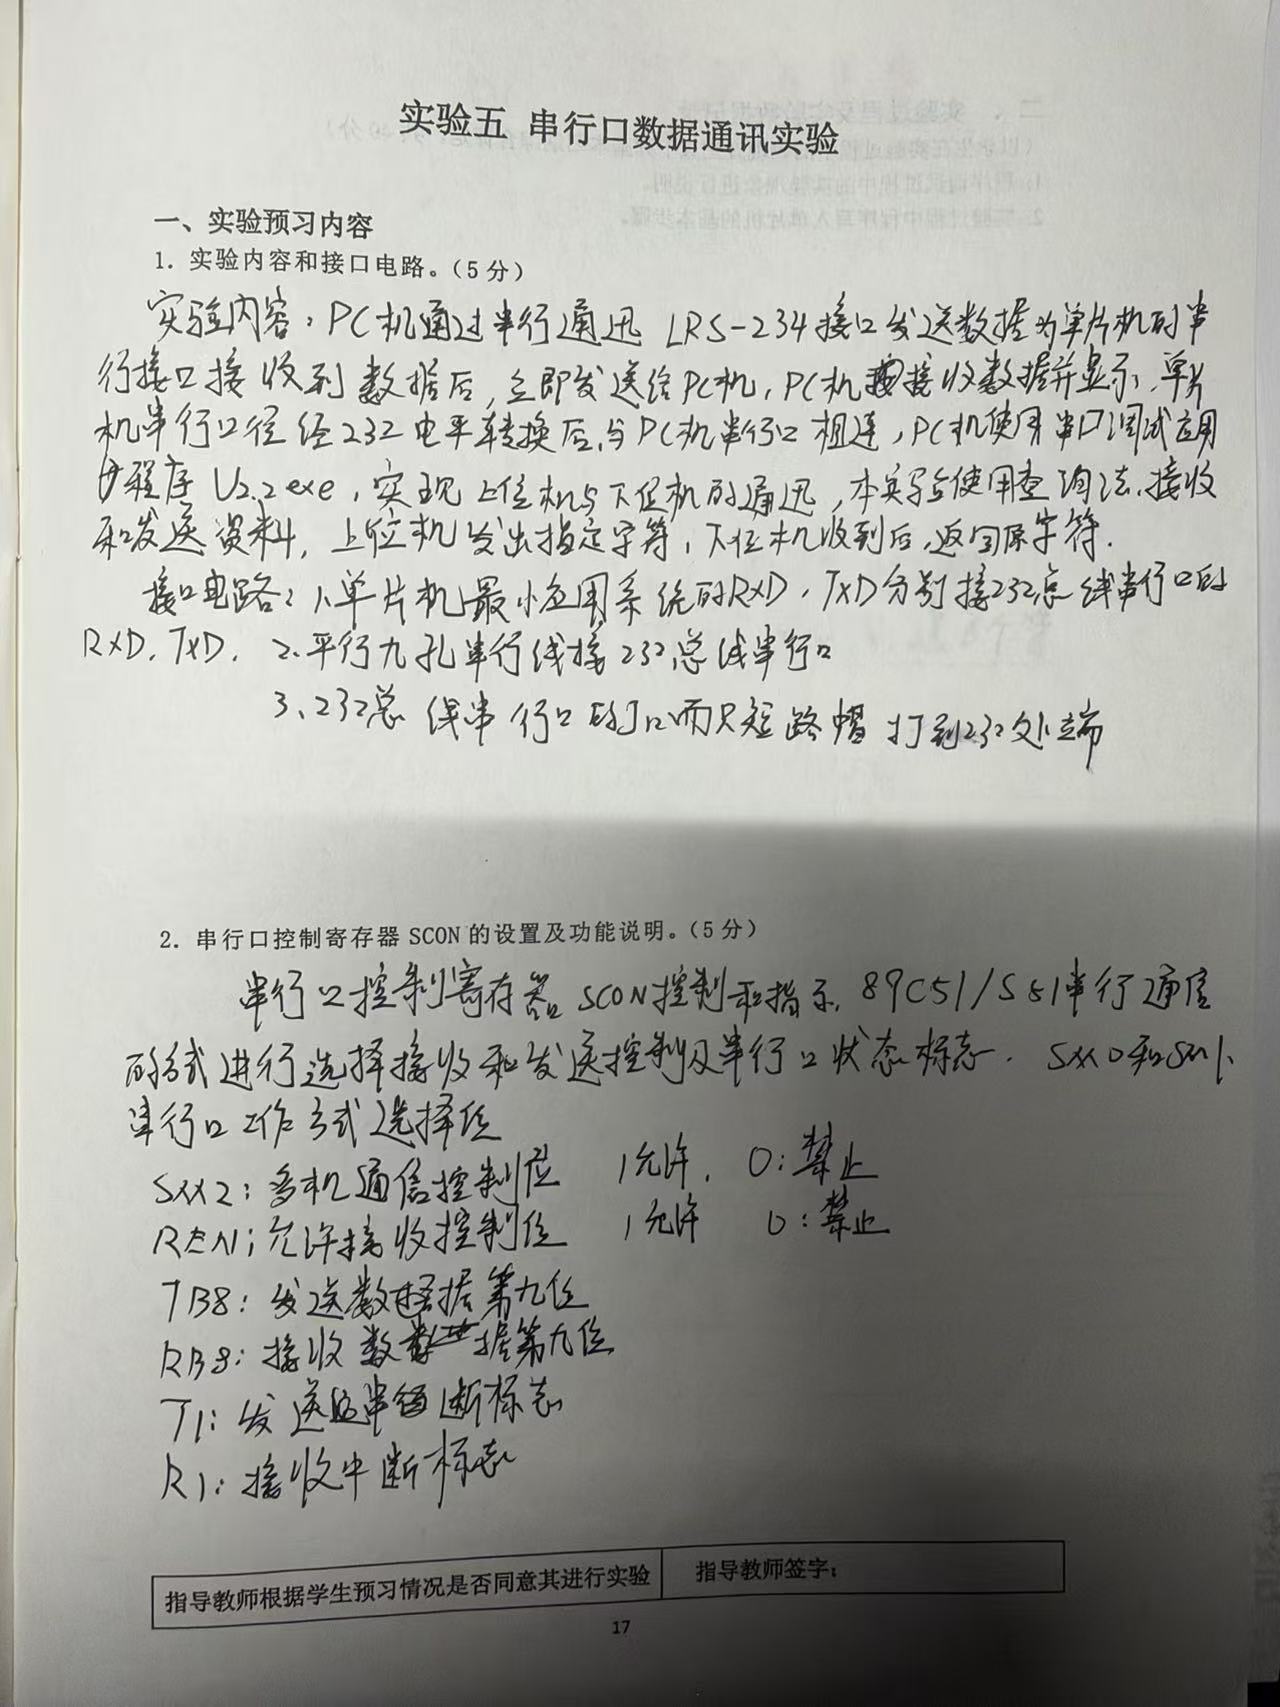 实验五 串行口数据通讯实验
一、实验预习内容
1. 实验内容和接口电路。(5分)
实验内容：PC机通过串行通迅 LRS-234接口发送数据为单片机的串
行接口接收到数据后,立即发送给PC机,PC机 接收数据并显示,单片
机串行口 经232电平转换后,与PC机串行口相连,PC机使用串口调试应用
程序 U2.2exe,实现上位机与下位机的通迅,本实验使用查询法.接收
和发送资料,上位机发出指定字符,下位机收到后,返回原字符.
接口电路：1.单片机最小应用系统的RXD,TXD分别接232总线串行口的
RXD.TXD. 2.平行九孔串行线接232总线串行口
3、232总线串行口的 短路帽打到232处端
2. 串行口控制寄存器 SCON 的设置及功能说明。(5分)
串行口控制寄存器SCON控制和指示.89C51/S51串行通信
的方式进行选择接收和发送控制及串行口状态标志. 和
串行口工作方式选择位
SM2：多机通信控制位 1允许. 0：禁止
REN；允许接收控制位 1允许 0：禁止
TB8：发送数据第九位
RB8：接收数据第九位
T1：发送 断标志
R1：接收中断标志
指导教师根据学生预习情况是否同意其进行实验 指导教师签字：
17